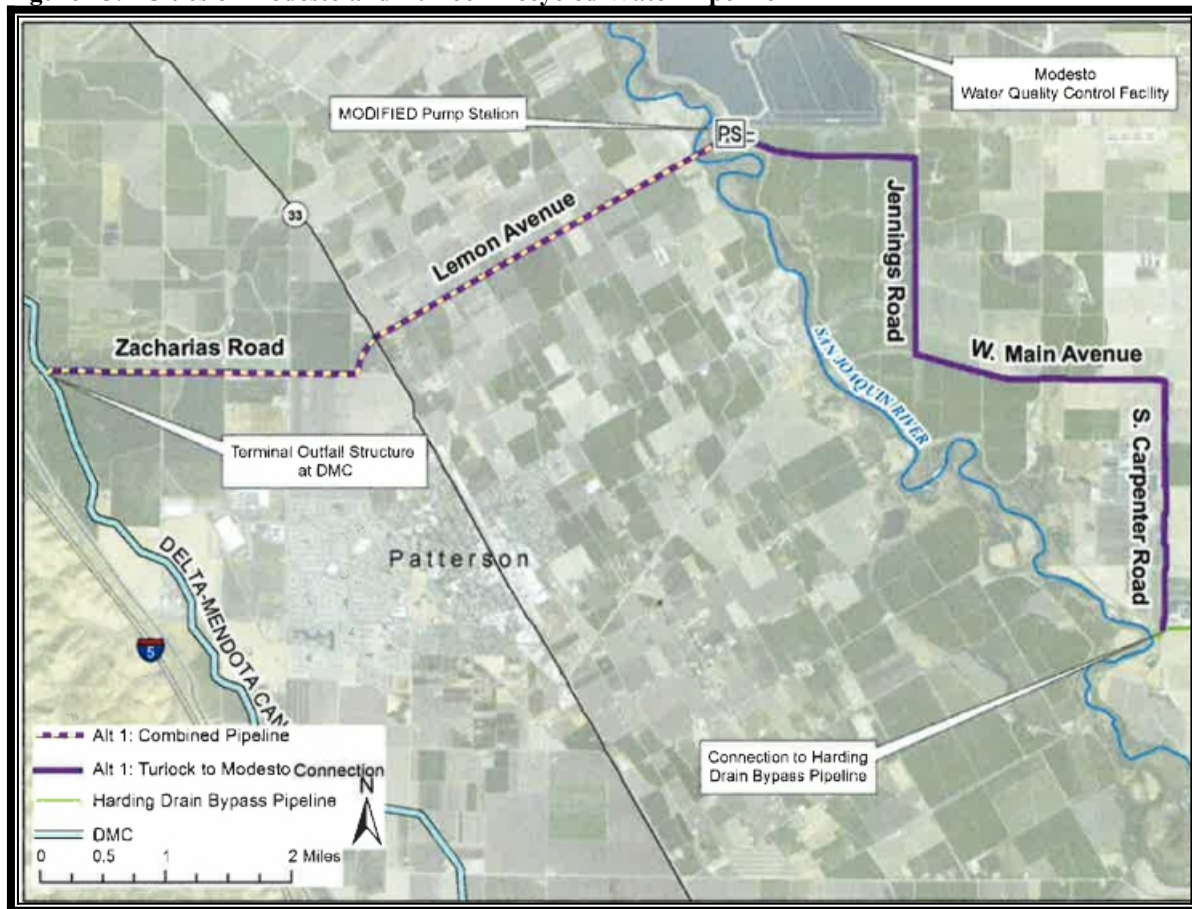 Modesto
Water Quality Control Facility
MODIFIED Pump Station
PS
33
Lemon Avenue
Jennings Road
Zacharias Road
W. Main Avenue
SAN JOAQUIN RIVER
S. Carpenter Road
Terminal Outfall Structure
at DMC
Patterson
DELTA-MENDOTA CAN
5
Connection to Harding
Drain Bypass Pipeline
Alt 1: Combined Pipeline
Alt 1: Turlock to Modesto Connection
Harding Drain Bypass Pipeline
DMC
N
0 0.5 1 2 Miles